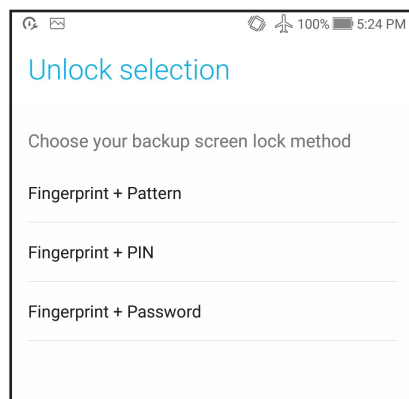 100% 5:24 PM
Unlock selection
Choose your backup screen lock method
Fingerprint + Pattern
Fingerprint + PIN
Fingerprint + Password